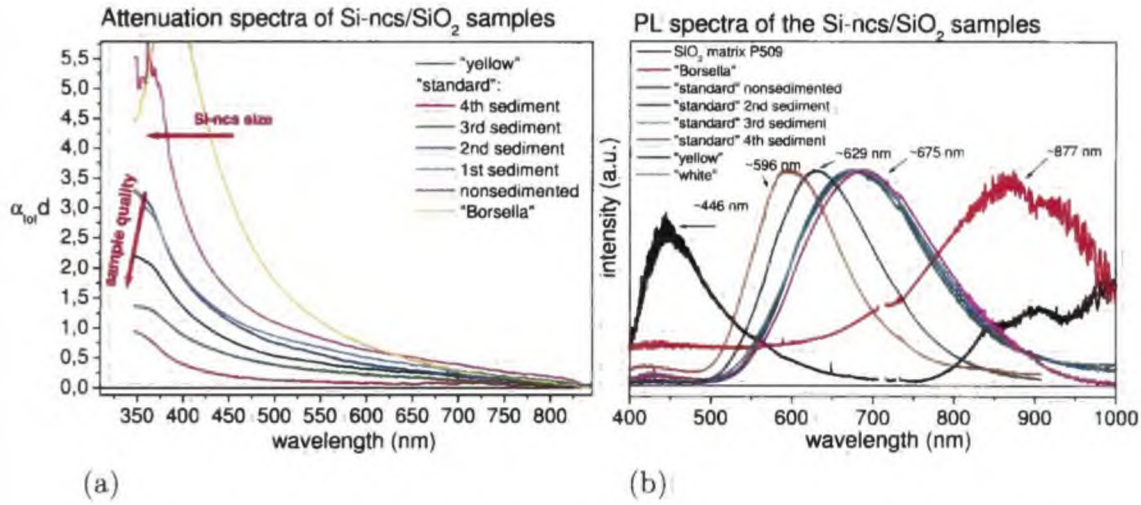 Attenuation spectra of Si-ncs/SiO₂ samples
5,5
5,0
4,5
4,0
3,5
3,0
2,5
2,0
1,5
1,0
0,5
0,0
α_tot d
"yellow"
"standard":
4th sediment
3rd sediment
2nd sediment
1st sediment
nonsedimented
"Borsella"
Si-ncs size
sample quality
350 400 450 500 550 600 650 700 750 800
wavelength (nm)
(a)
PL spectra of the Si-ncs/SiO₂ samples
SiO₂ matrix P509
"Borsella"
"standard" nonsedimented
"standard" 2nd sediment
"standard" 3rd sediment
"standard" 4th sediment
"yellow"
"white"
~446 nm
~596 nm
~629 nm
~675 nm
~877 nm
intensity (a.u.)
400 500 600 700 800 900 1000
wavelength (nm)
(b)